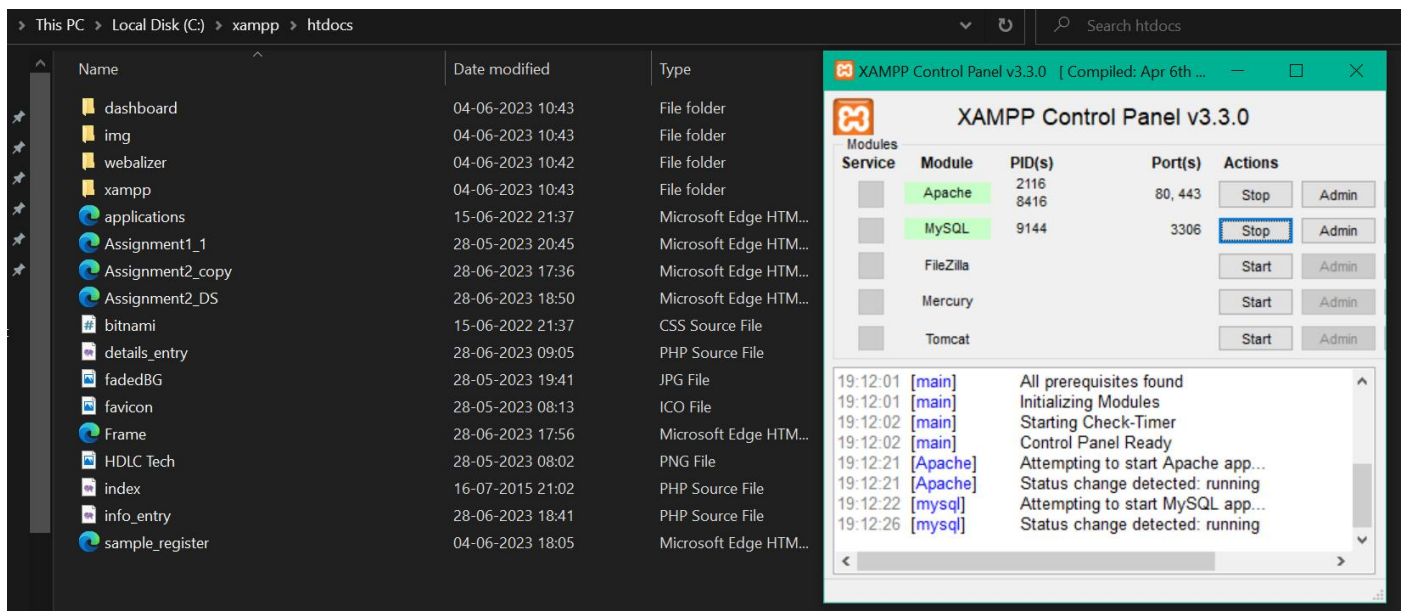 This PC > Local Disk (C:) > xampp > htdocs
Search htdocs
Name Date modified Type
dashboard 04-06-2023 10:43 File folder
img 04-06-2023 10:43 File folder
webalizer 04-06-2023 10:42 File folder
xampp 04-06-2023 10:43 File folder
applications 15-06-2022 21:37 Microsoft Edge HTM...
Assignment1_1 28-05-2023 20:45 Microsoft Edge HTM...
Assignment2_copy 28-06-2023 17:36 Microsoft Edge HTM...
Assignment2_DS 28-06-2023 18:50 Microsoft Edge HTM...
bitnami 15-06-2022 21:37 CSS Source File
details_entry 28-06-2023 09:05 PHP Source File
fadedBG 28-05-2023 19:41 JPG File
favicon 28-05-2023 08:13 ICO File
Frame 28-06-2023 17:56 Microsoft Edge HTM...
HDLC Tech 28-05-2023 08:02 PNG File
index 16-07-2015 21:02 PHP Source File
info_entry 28-06-2023 18:41 PHP Source File
sample_register 04-06-2023 18:05 Microsoft Edge HTM...
XAMPP Control Panel v3.3.0 [ Compiled: Apr 6th ...
XAMPP Control Panel v3.3.0
Modules
Service Module PID(s) Port(s) Actions
Apache 2116 8416 80, 443 Stop Admin
MySQL 9144 3306 Stop Admin
FileZilla Start Admin
Mercury Start Admin
Tomcat Start Admin
19:12:01 [main] All prerequisites found
19:12:01 [main] Initializing Modules
19:12:02 [main] Starting Check-Timer
19:12:02 [main] Control Panel Ready
19:12:21 [Apache] Attempting to start Apache app...
19:12:21 [Apache] Status change detected: running
19:12:22 [mysql] Attempting to start MySQL app...
19:12:26 [mysql] Status change detected: running